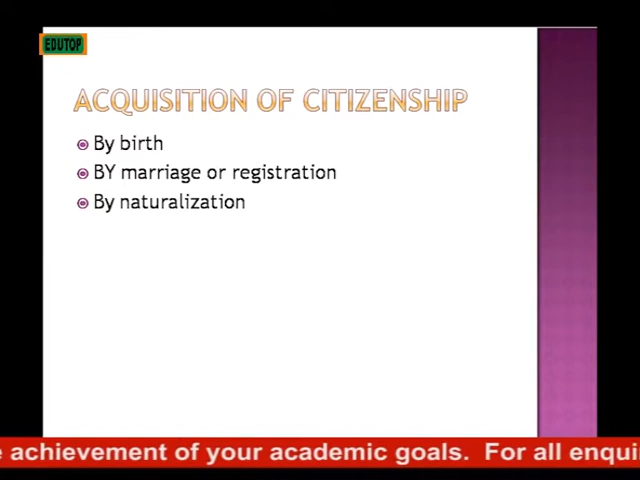 EDUTOP
ACQUISITION OF CITIZENSHIP
By birth
BY marriage or registration
By naturalization
achievement of your academic goals. For all